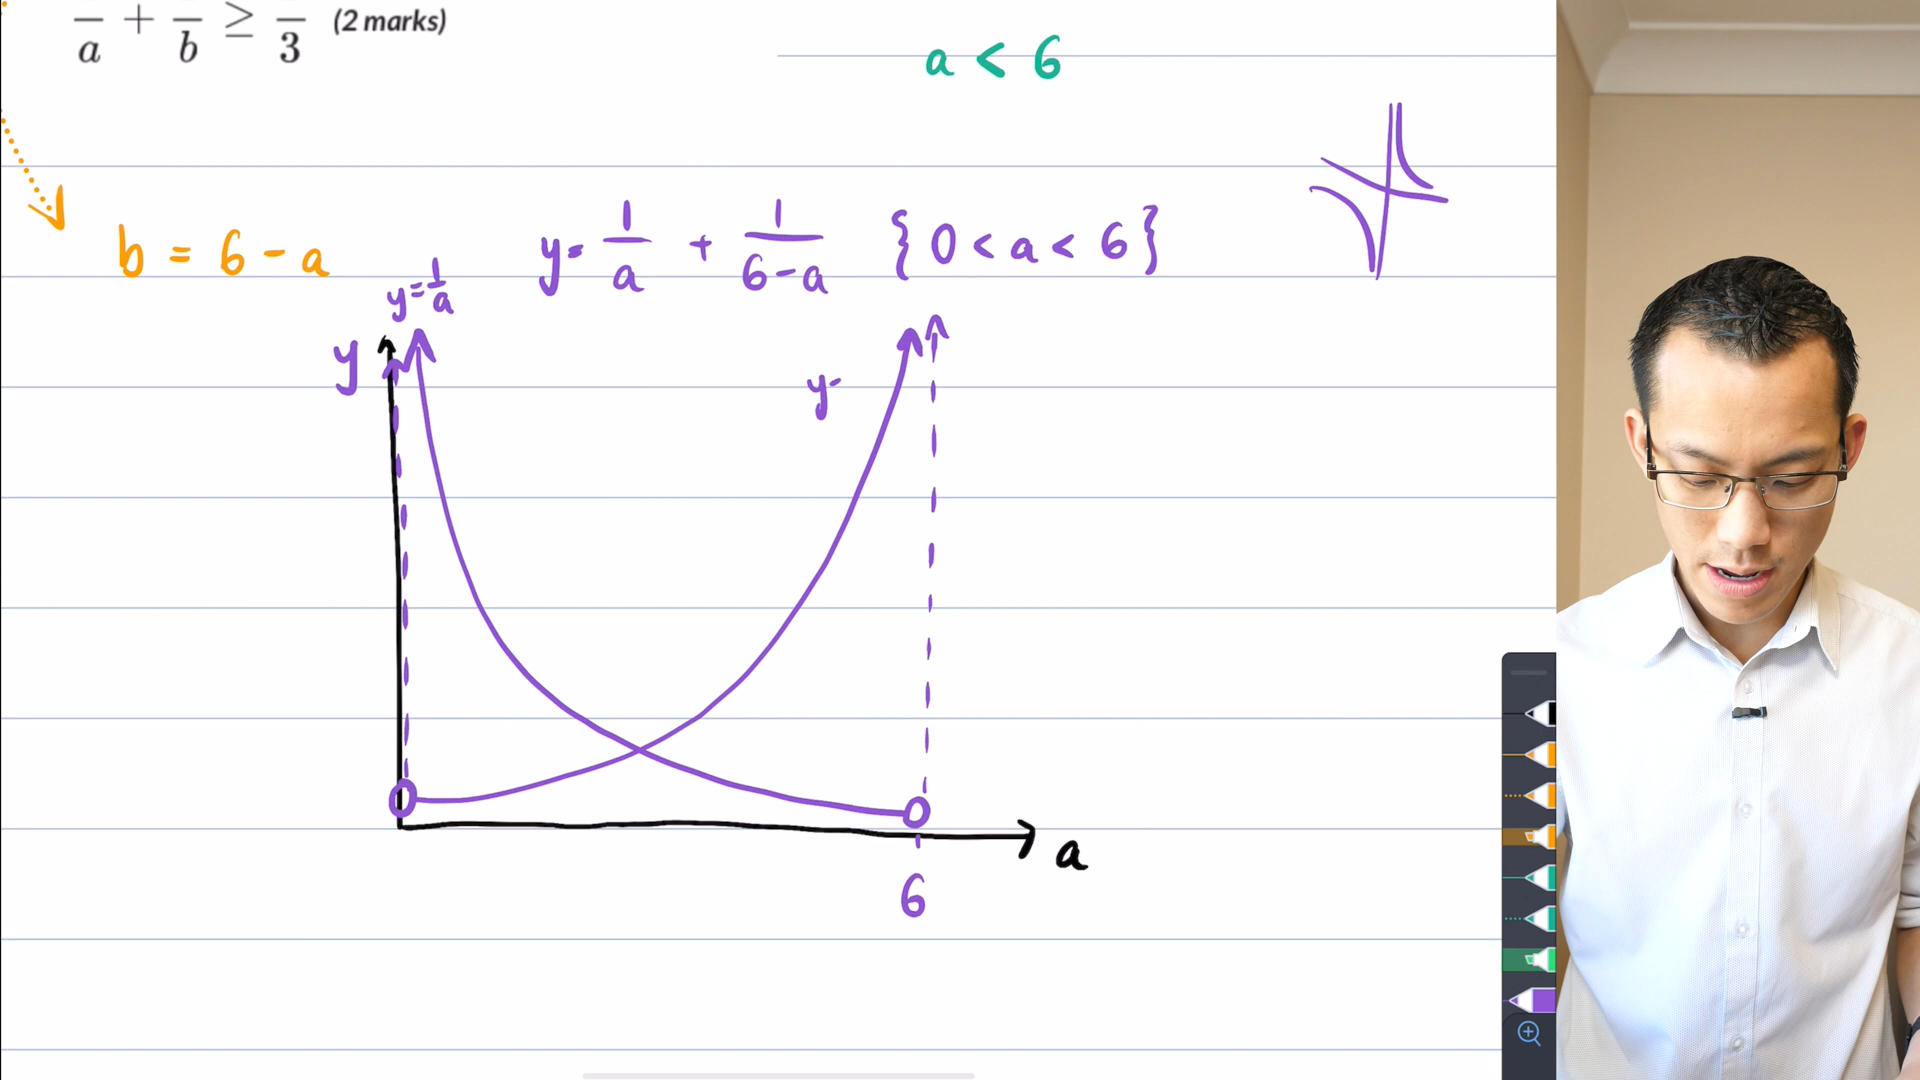 /a + /b ≥ /3 (2 marks)
a < 6
b = 6 - a
y = 1/a + 1/(6-a) {0 < a < 6}
y = 1/a
y
y=
6
a